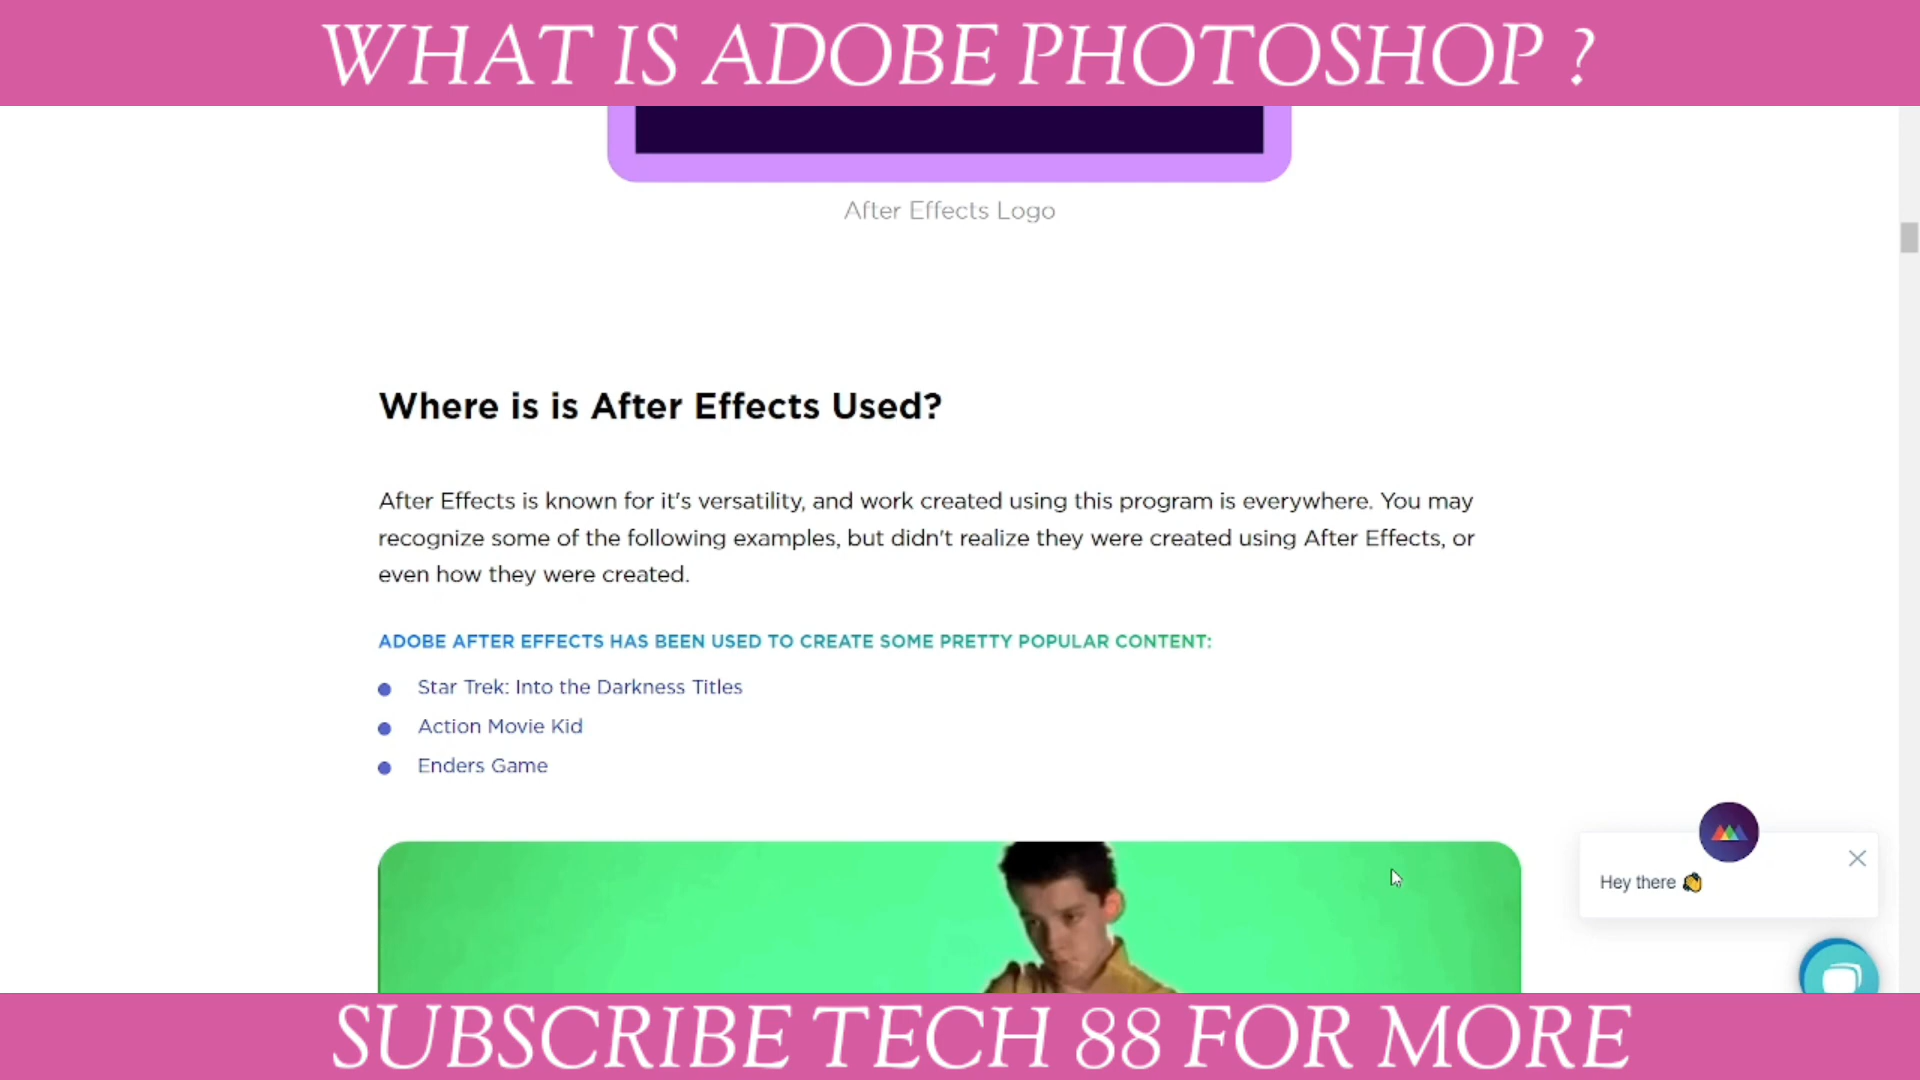 WHAT IS ADOBE PHOTOSHOP ?
After Effects Logo
Where is is After Effects Used?
After Effects is known for it's versatility, and work created using this program is everywhere. You may
recognize some of the following examples, but didn't realize they were created using After Effects, or
even how they were created.
ADOBE AFTER EFFECTS HAS BEEN USED TO CREATE SOME PRETTY POPULAR CONTENT:
Star Trek: Into the Darkness Titles
Action Movie Kid
Enders Game
Hey there 👏
SUBSCRIBE TECH 88 FOR MORE